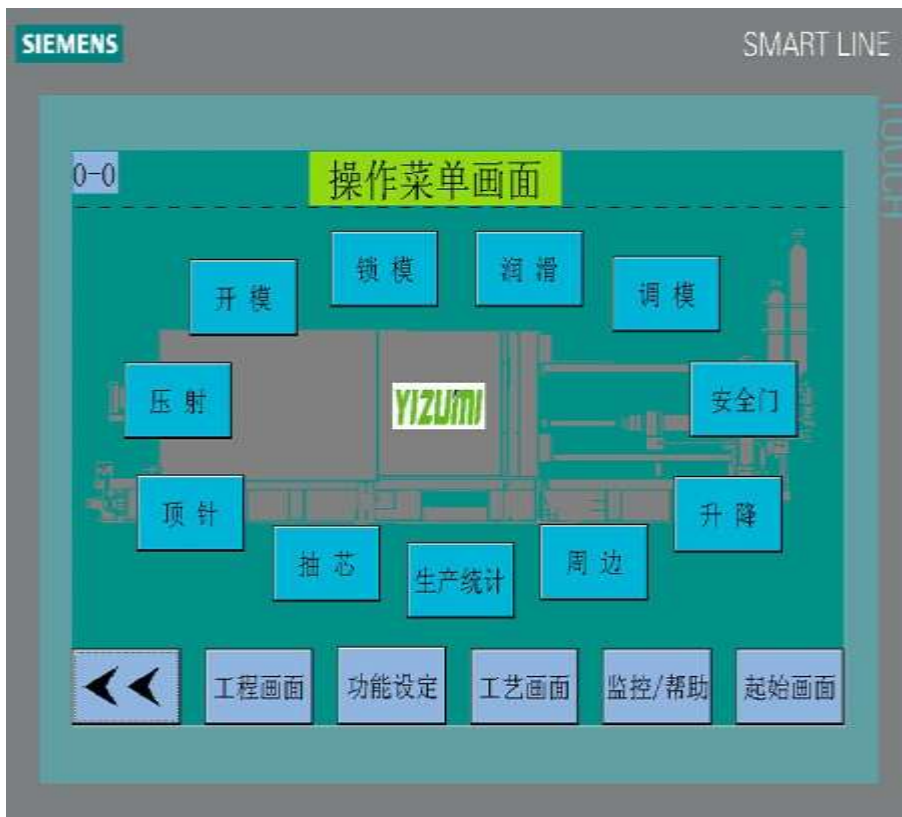 SIEMENS
SMART LINE
TOUCH
0-0
操作菜单画面
锁模
润滑
开模
调模
压射
YIZUMI
安全门
顶针
升降
抽芯
生产统计
周边
工程画面
功能设定
工艺画面
监控/帮助
起始画面